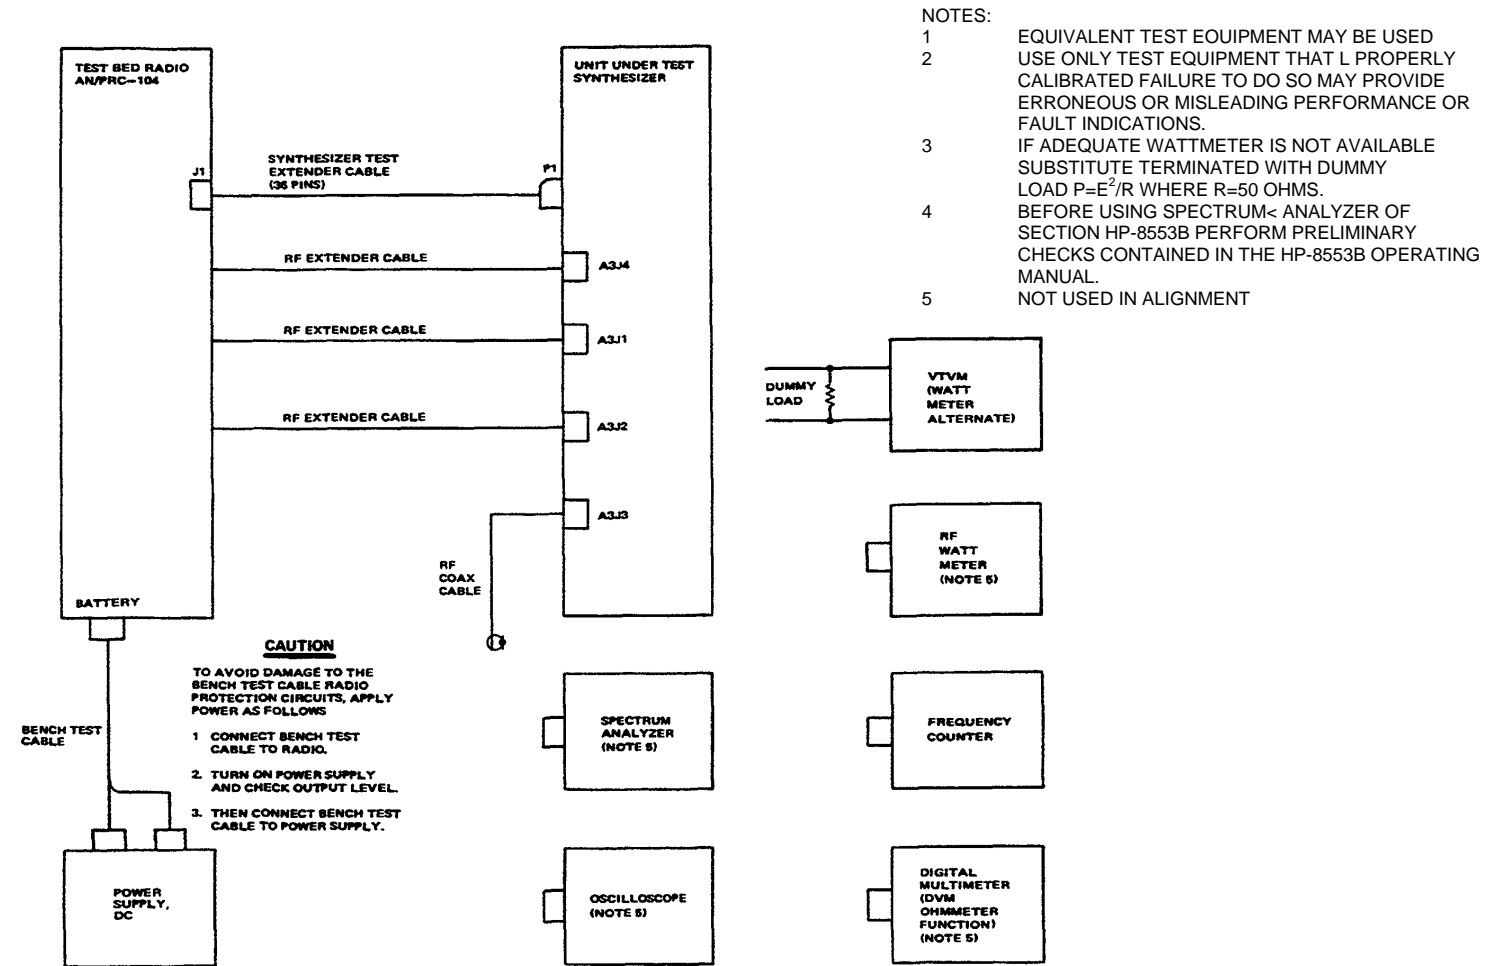 NOTES:
1 EQUIVALENT TEST EOUIPMENT MAY BE USED
2 USE ONLY TEST EQUIPMENT THAT L PROPERLY
CALIBRATED FAILURE TO DO SO MAY PROVIDE
ERRONEOUS OR MISLEADING PERFORMANCE OR
FAULT INDICATIONS.
3 IF ADEQUATE WATTMETER IS NOT AVAILABLE
SUBSTITUTE TERMINATED WITH DUMMY
LOAD P=E²/R WHERE R=50 OHMS.
4 BEFORE USING SPECTRUM< ANALYZER OF
SECTION HP-8553B PERFORM PRELIMINARY
CHECKS CONTAINED IN THE HP-8553B OPERATING
MANUAL.
5 NOT USED IN ALIGNMENT
TEST BED RADIO
AN/PRC-104
J1
SYNTHESIZER TEST
EXTENDER CABLE
(36 PINS)
P1
UNIT UNDER TEST
SYNTHESIZER
RF EXTENDER CABLE
A3J4
RF EXTENDER CABLE
A3J1
RF EXTENDER CABLE
A3J2
A3J3
RF
COAX
CABLE
BATTERY
BENCH TEST
CABLE
POWER
SUPPLY,
DC
CAUTION
TO AVOID DAMAGE TO THE
BENCH TEST CABLE RADIO
PROTECTION CIRCUITS, APPLY
POWER AS FOLLOWS
1 CONNECT BENCH TEST
CABLE TO RADIO.
2. TURN ON POWER SUPPLY
AND CHECK OUTPUT LEVEL.
3. THEN CONNECT BENCH TEST
CABLE TO POWER SUPPLY.
DUMMY
LOAD
VTVM
(WATT
METER
ALTERNATE)
RF
WATT
METER
(NOTE 5)
SPECTRUM
ANALYZER
(NOTE 5)
FREQUENCY
COUNTER
OSCILLOSCOPE
(NOTE 5)
DIGITAL
MULTIMETER
(DVM
OHMMETER
FUNCTION)
(NOTE 5)